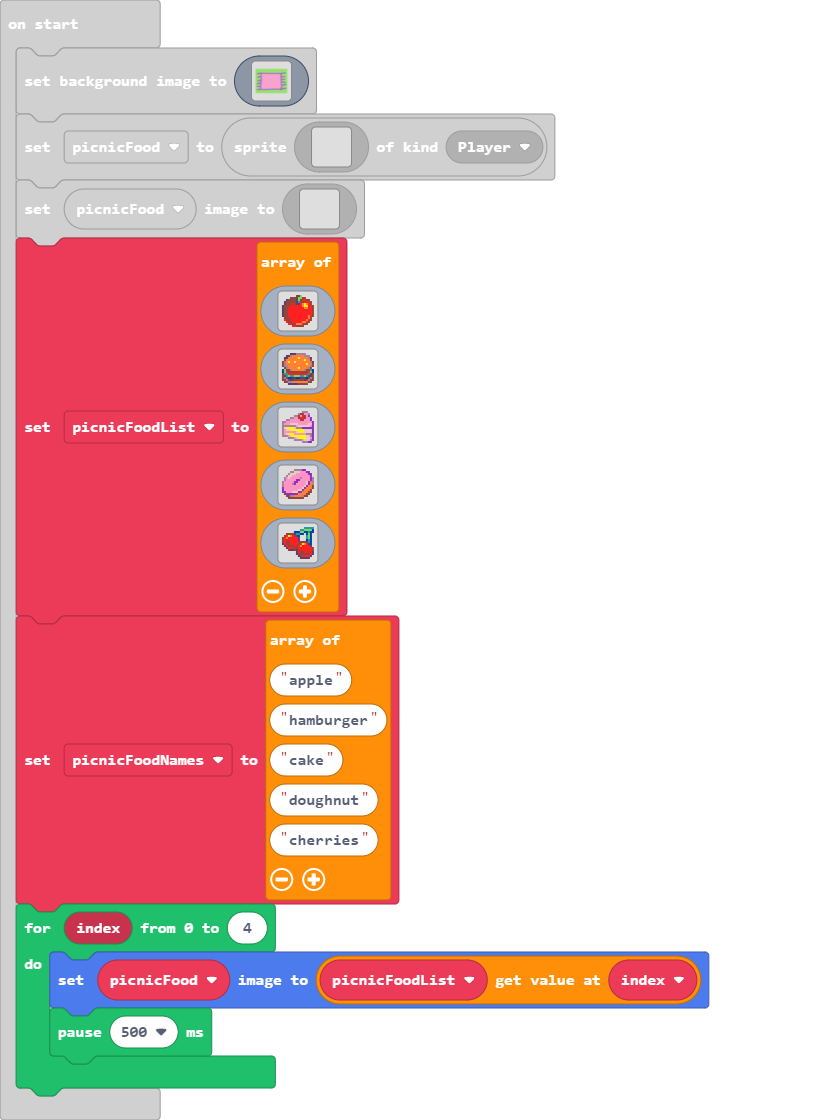 on start
set background image to
set picnicFood to sprite of kind Player
set picnicFood image to
array of
set picnicFoodList to
array of
"apple"
"hamburger"
set picnicFoodNames to "cake"
"doughnut"
"cherries"
for index from 0 to 4
do
set picnicFood image to picnicFoodList get value at index
pause 500 ms